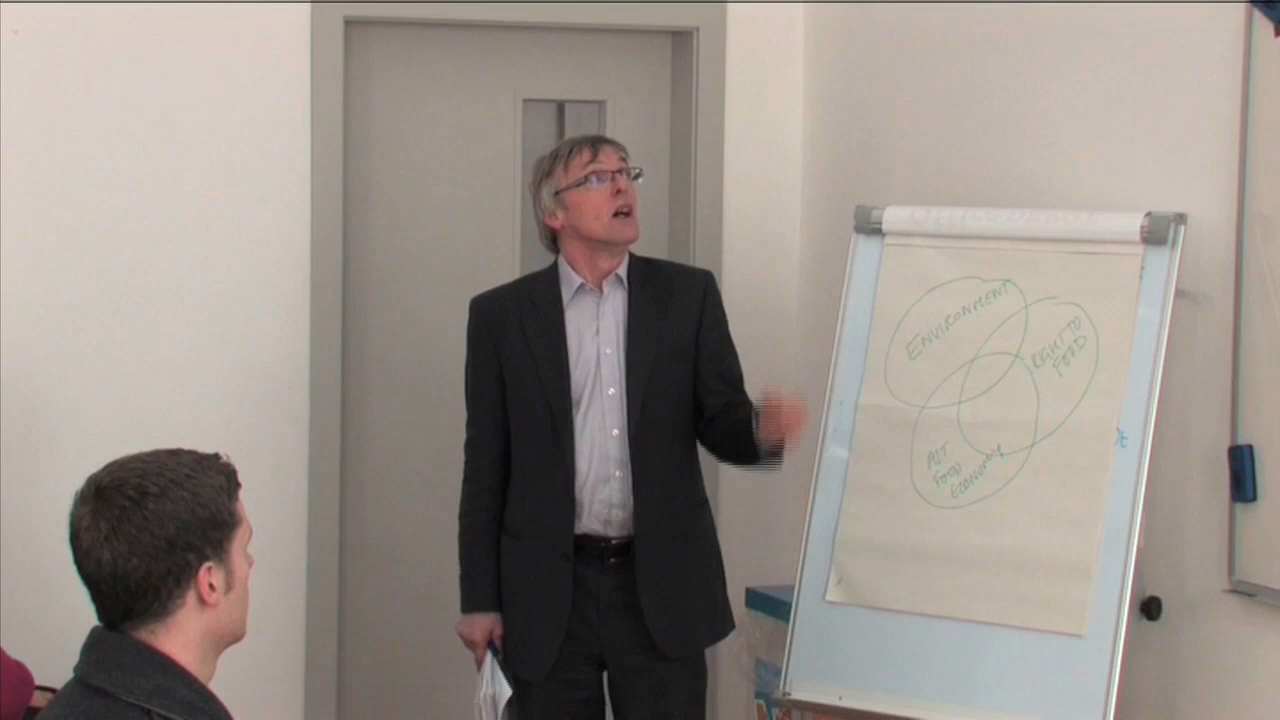 ENVIRONMENT
RIGHT TO
FOOD
ALT
FOOD
ECONOMY